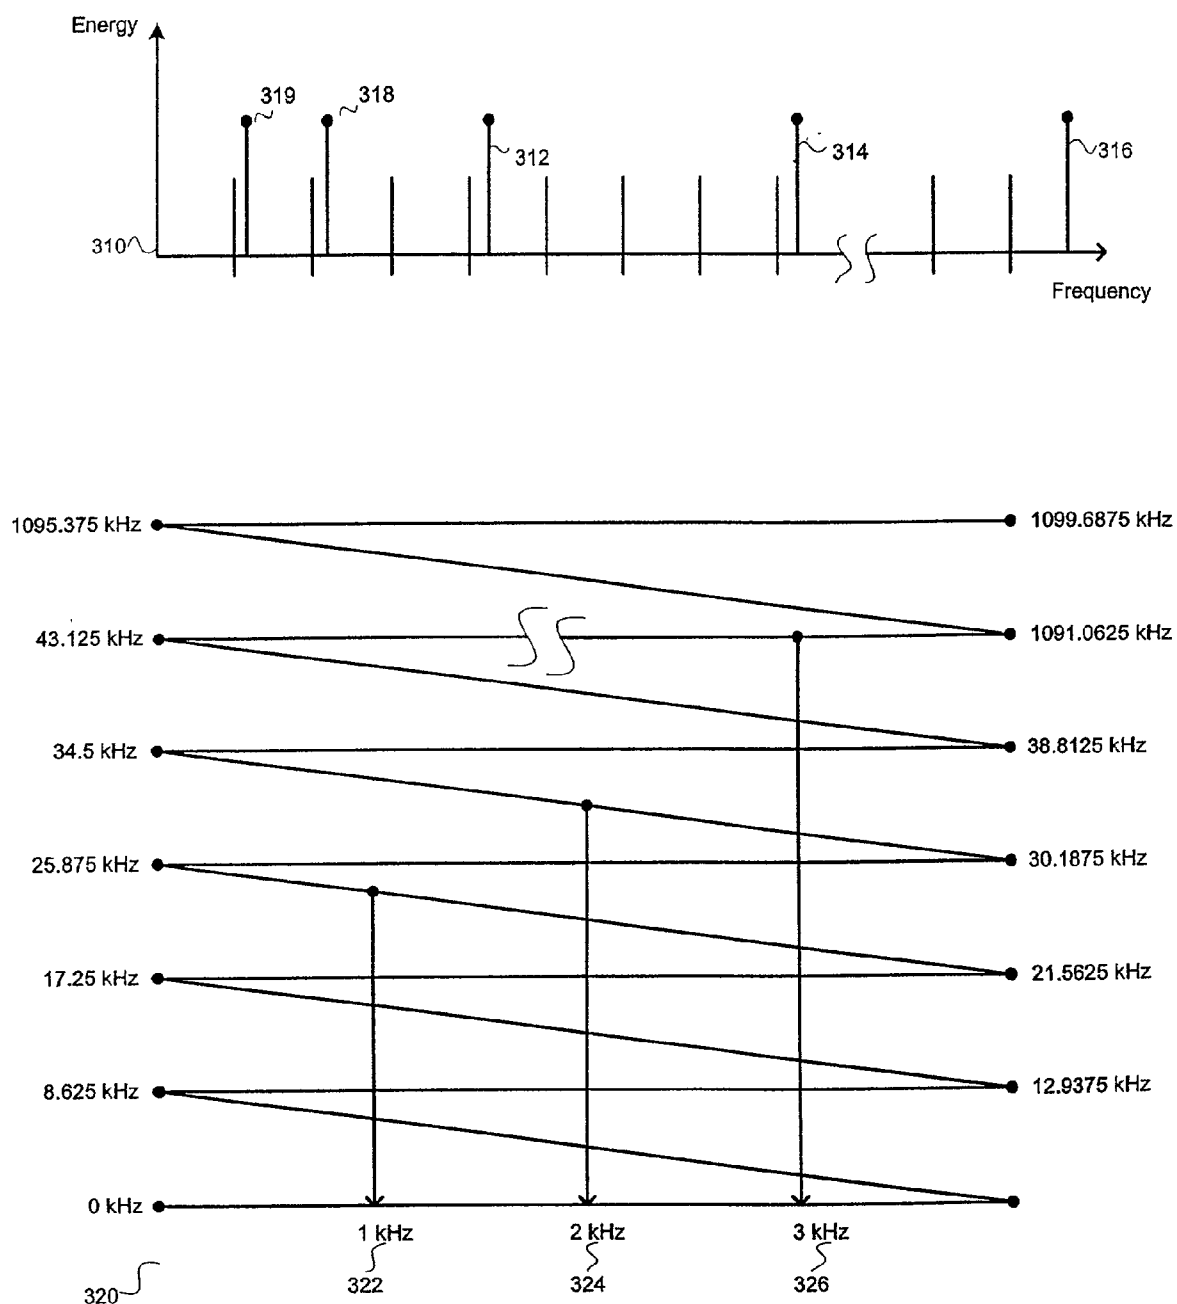 Energy
319
318
312
314
316
310
Frequency
1095.375 kHz
1099.6875 kHz
43.125 kHz
1091.0625 kHz
34.5 kHz
38.8125 kHz
25.875 kHz
30.1875 kHz
17.25 kHz
21.5625 kHz
8.625 kHz
12.9375 kHz
0 kHz
1 kHz
2 kHz
3 kHz
322
324
326
320